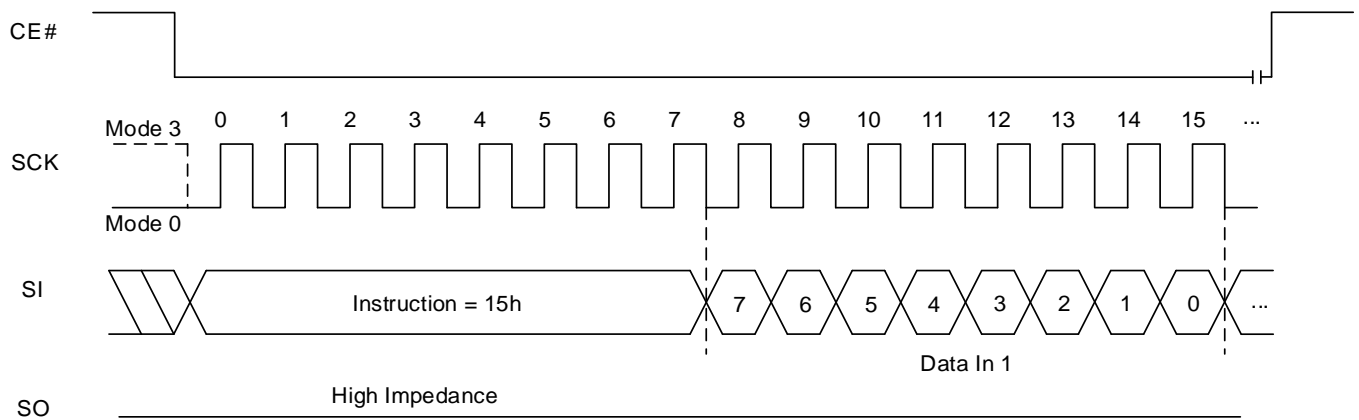 CE#
0 1 2 3 4 5 6 7 8 9 10 11 12 13 14 15 ...
Mode 3
SCK
Mode 0
SI
Instruction = 15h 7 6 5 4 3 2 1 0 ...
Data In 1
High Impedance
SO